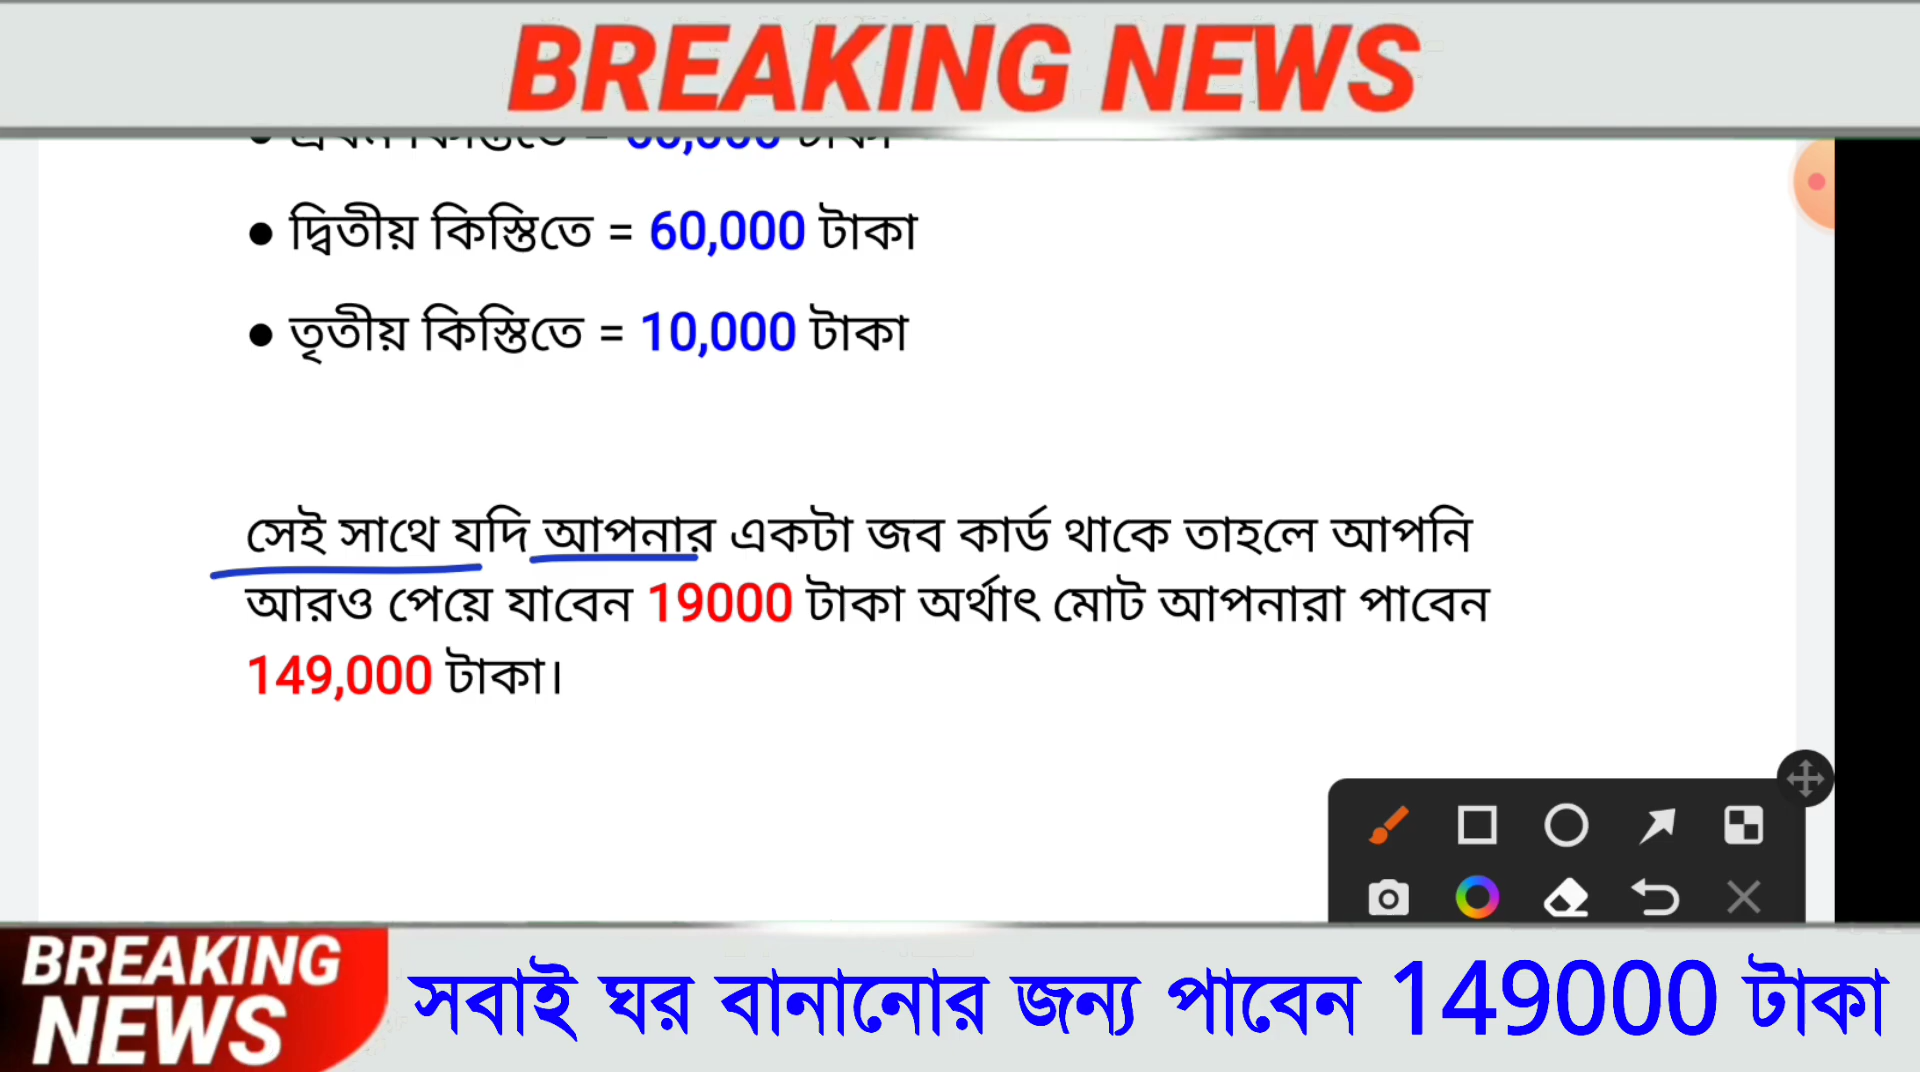 BREAKING NEWS
● দ্বিতীয় কিস্তিতে = 60,000 টাকা
● তৃতীয় কিস্তিতে = 10,000 টাকা
সেই সাথে যদি আপনার একটা জব কার্ড থাকে তাহলে আপনি
আরও পেয়ে যাবেন 19000 টাকা অর্থাৎ মোট আপনারা পাবেন
149,000 টাকা।
BREAKING
NEWS
সবাই ঘর বানানোর জন্য পাবেন 149000 টাকা